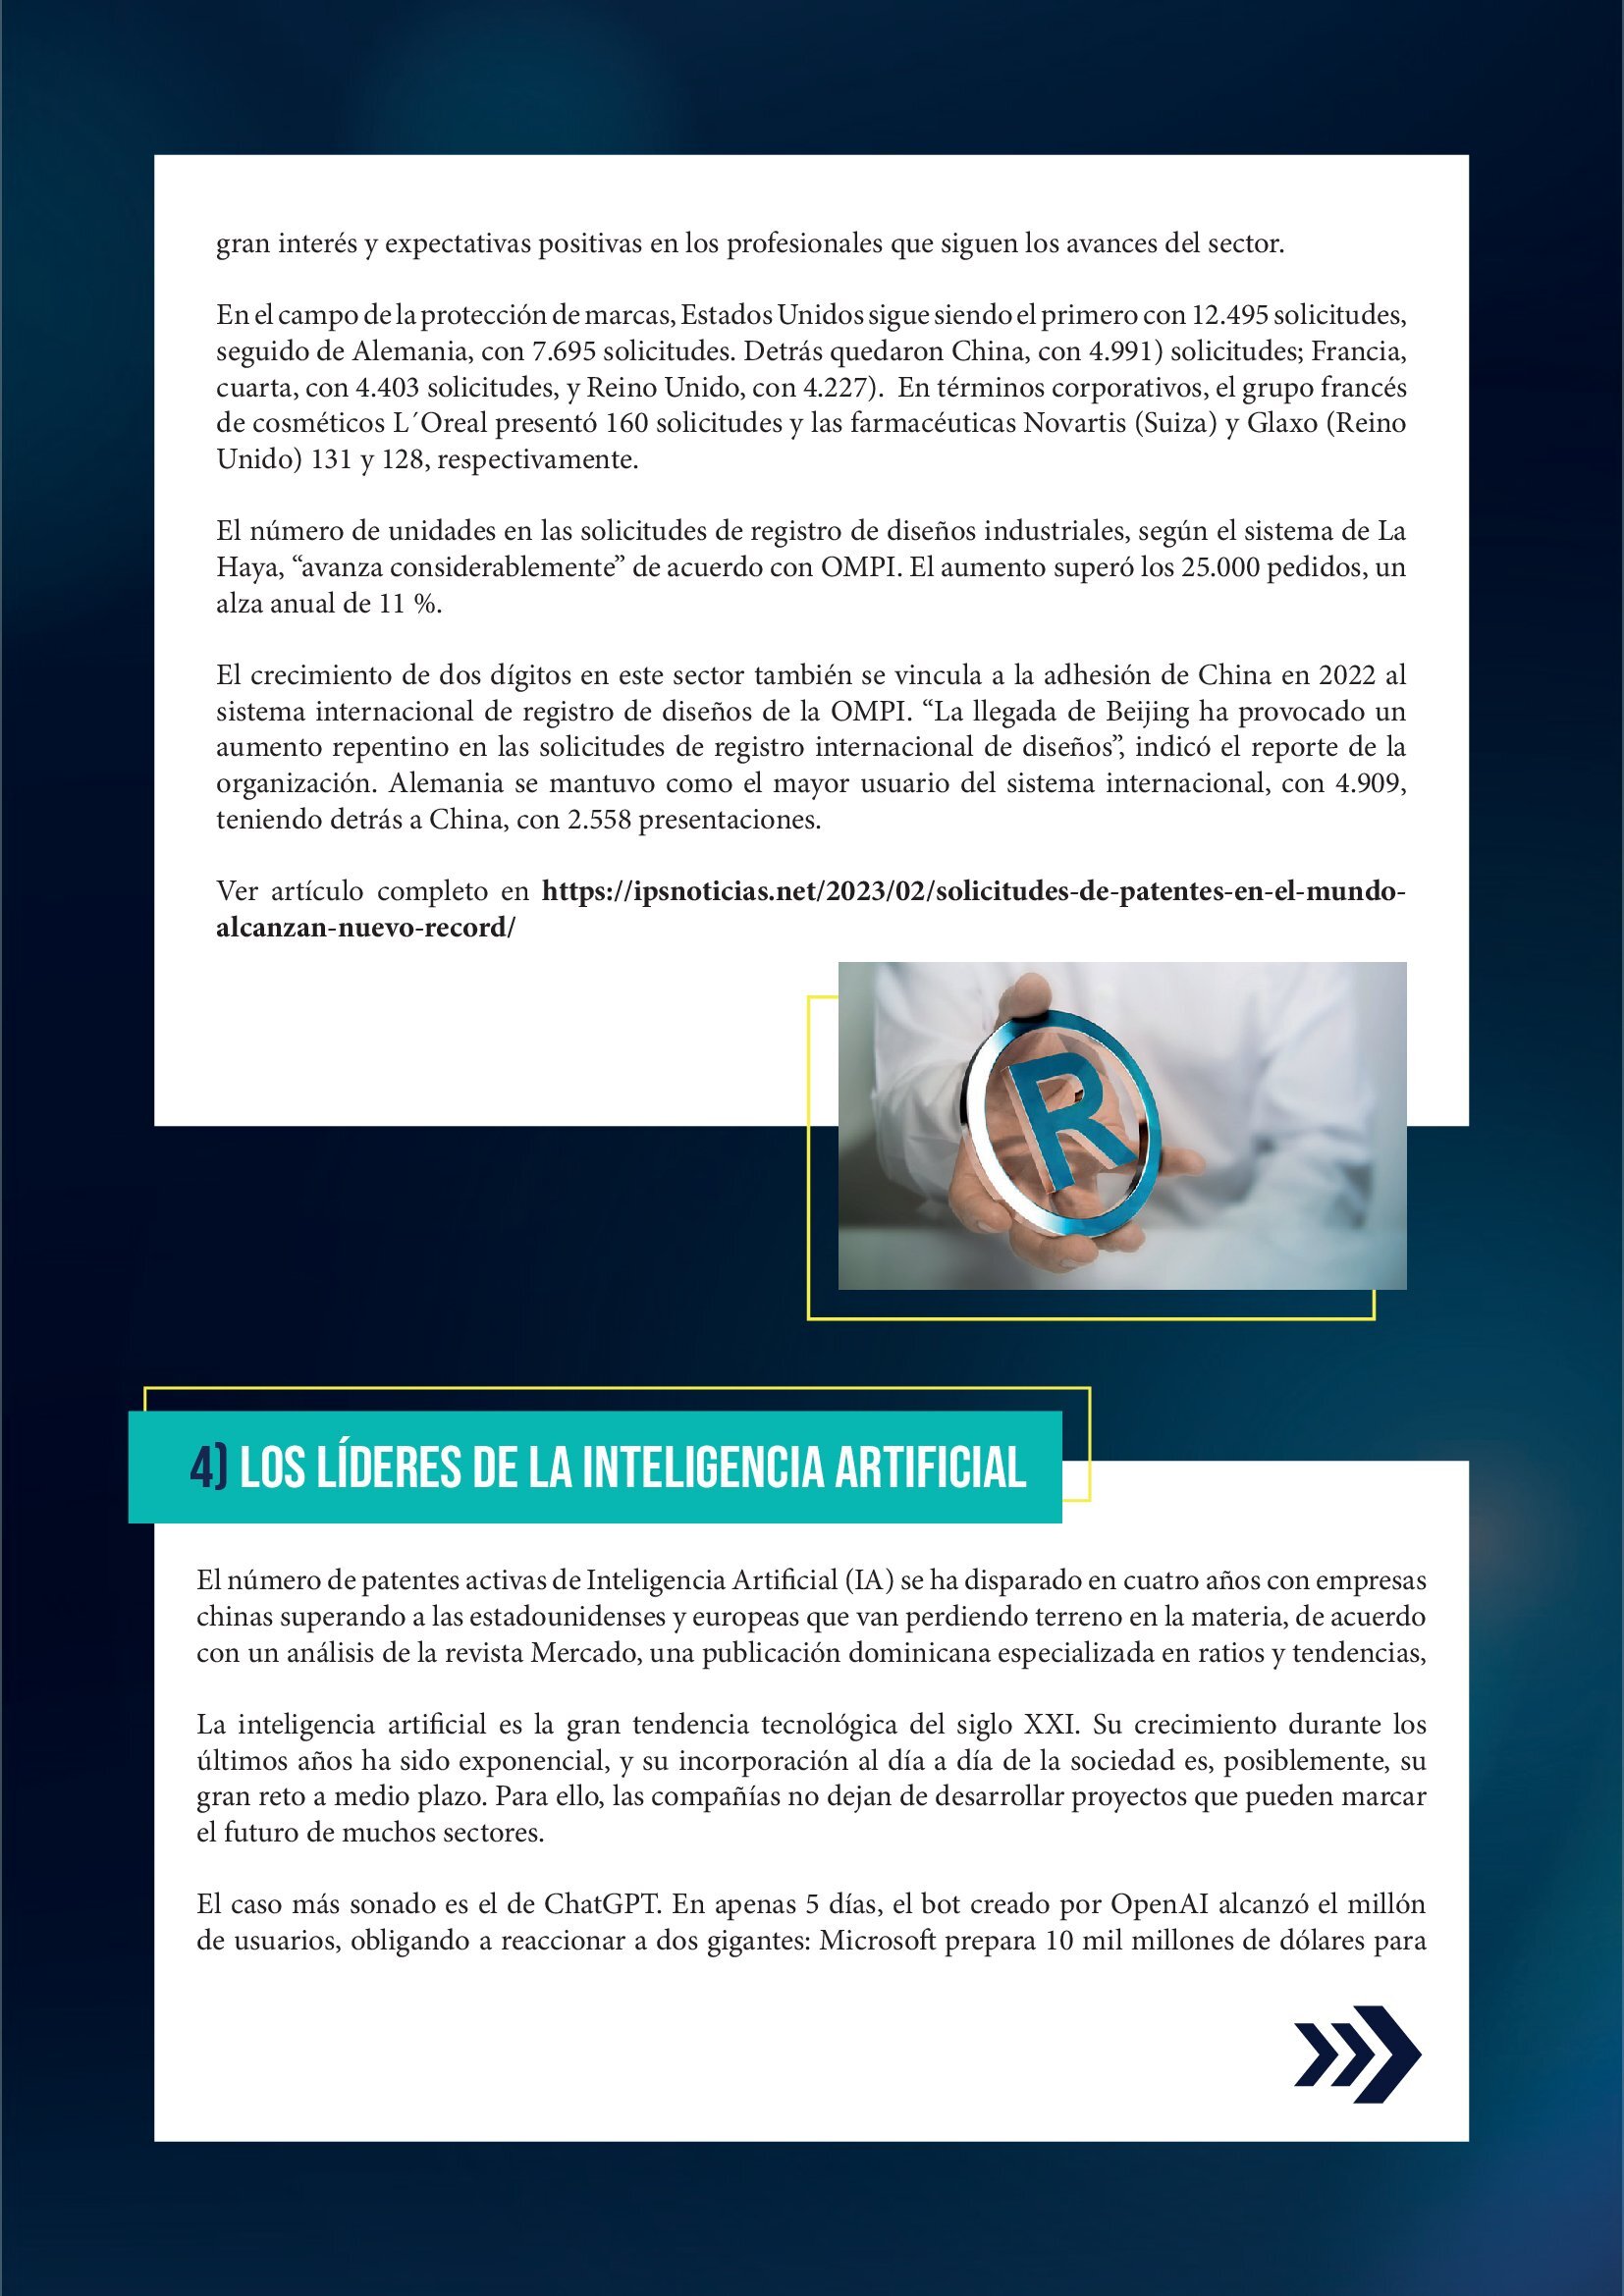 gran interés y expectativas positivas en los profesionales que siguen los avances del sector.
En el campo de la protección de marcas, Estados Unidos sigue siendo el primero con 12.495 solicitudes,
seguido de Alemania, con 7.695 solicitudes. Detrás quedaron China, con 4.991) solicitudes; Francia,
cuarta, con 4.403 solicitudes, y Reino Unido, con 4.227).  En términos corporativos, el grupo francés
de cosméticos L´Oreal presentó 160 solicitudes y las farmacéuticas Novartis (Suiza) y Glaxo (Reino
Unido) 131 y 128, respectivamente.
El número de unidades en las solicitudes de registro de diseños industriales, según el sistema de La
Haya, “avanza considerablemente” de acuerdo con OMPI. El aumento superó los 25.000 pedidos, un
alza anual de 11 %.
El crecimiento de dos dígitos en este sector también se vincula a la adhesión de China en 2022 al
sistema internacional de registro de diseños de la OMPI. “La llegada de Beijing ha provocado un
aumento repentino en las solicitudes de registro internacional de diseños”, indicó el reporte de la
organización. Alemania se mantuvo como el mayor usuario del sistema internacional, con 4.909,
teniendo detrás a China, con 2.558 presentaciones.
Ver artículo completo en https://ipsnoticias.net/2023/02/solicitudes-de-patentes-en-el-mundo-
alcanzan-nuevo-record/
R
4) LOS LÍDERES DE LA INTELIGENCIA ARTIFICIAL
El número de patentes activas de Inteligencia Artificial (IA) se ha disparado en cuatro años con empresas
chinas superando a las estadounidenses y europeas que van perdiendo terreno en la materia, de acuerdo
con un análisis de la revista Mercado, una publicación dominicana especializada en ratios y tendencias,
La inteligencia artificial es la gran tendencia tecnológica del siglo XXI. Su crecimiento durante los
últimos años ha sido exponencial, y su incorporación al día a día de la sociedad es, posiblemente, su
gran reto a medio plazo. Para ello, las compañías no dejan de desarrollar proyectos que pueden marcar
el futuro de muchos sectores.
El caso más sonado es el de ChatGPT. En apenas 5 días, el bot creado por OpenAI alcanzó el millón
de usuarios, obligando a reaccionar a dos gigantes: Microsoft prepara 10 mil millones de dólares para